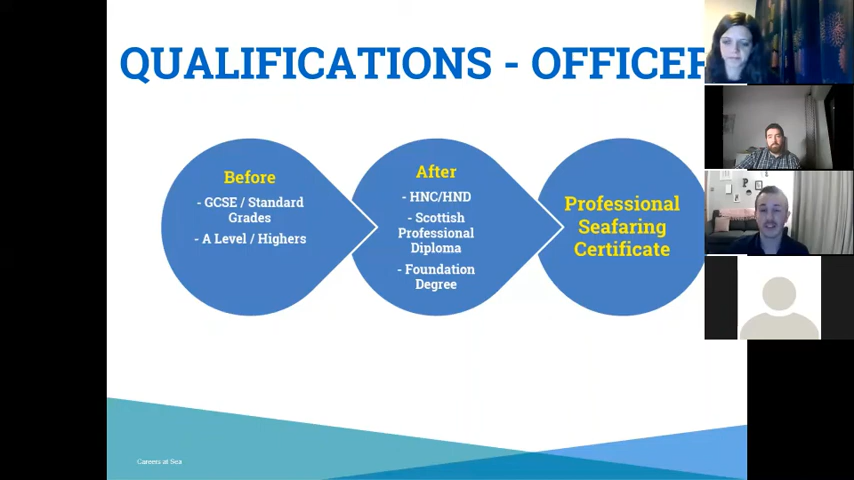 QUALIFICATIONS - OFFICER
Before
- GCSE / Standard
Grades
- A Level / Highers
After
- HNC/HND
- Scottish
Professional
Diploma
- Foundation
Degree
Professional
Seafaring
Certificate
Careers at Sea